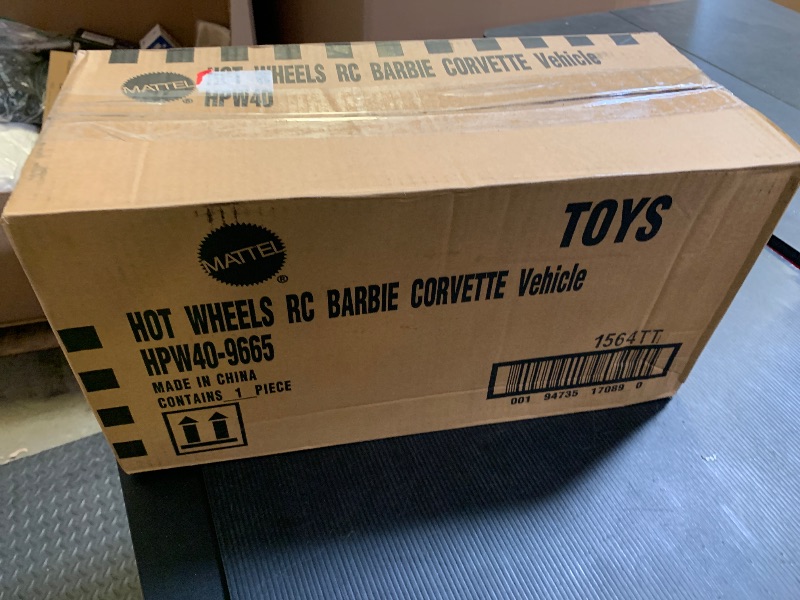 MATTEL
®
HOT WHEELS RC BARBIE CORVETTE Vehicle
HPW40
TOYS
MATTEL
®
HOT WHEELS RC BARBIE CORVETTE Vehicle
HPW40-9665
MADE IN CHINA
CONTAINS 1 PIECE
1564TT
001 94735 17089 0